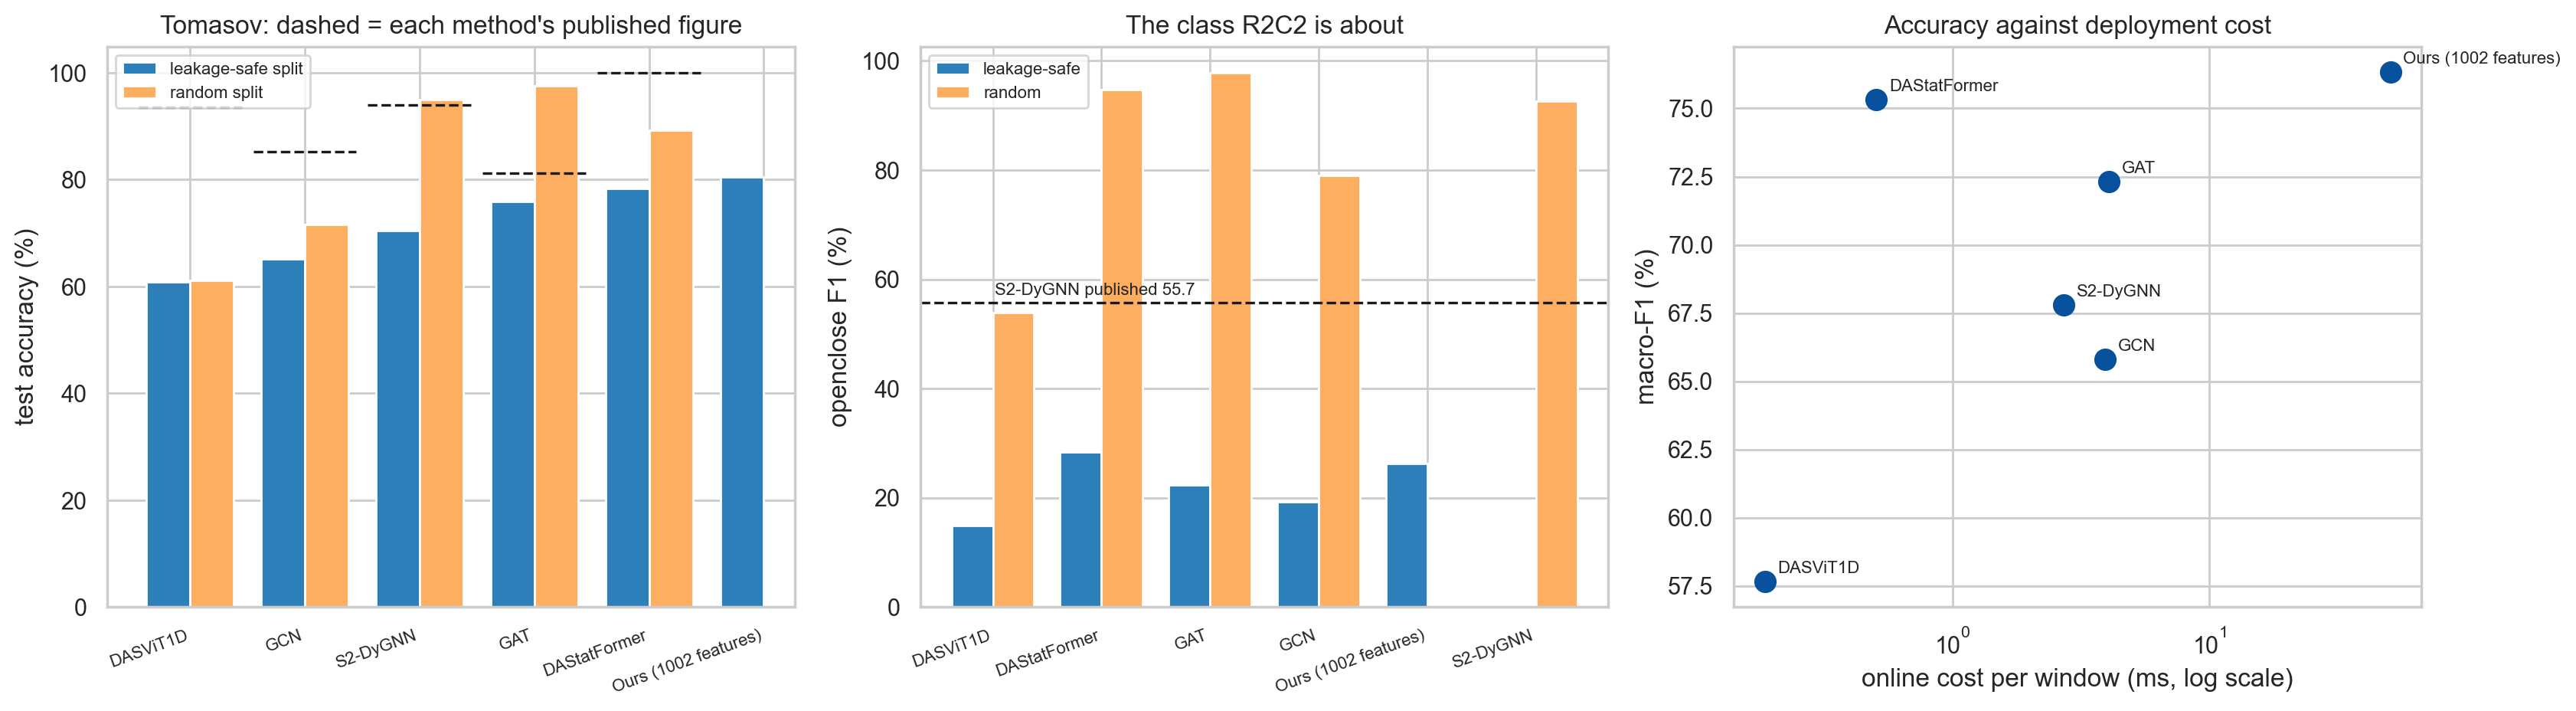 Tomasov: dashed = each method's published figure
leakage-safe split
random split
test accuracy (%)
100
80
60
40
20
0
DASViT1D
GCN
S2-DyGNN
GAT
DAStatFormer
Ours (1002 features)
The class R2C2 is about
leakage-safe
random
openclose F1 (%)
100
80
60
40
20
0
S2-DyGNN published 55.7
DASViT1D
DAStatFormer
GAT
GCN
Ours (1002 features)
S2-DyGNN
Accuracy against deployment cost
macro-F1 (%)
75.0
72.5
70.0
67.5
65.0
62.5
60.0
57.5
Ours (1002 features)
DAStatFormer
GAT
S2-DyGNN
GCN
DASViT1D
10⁰
10¹
online cost per window (ms, log scale)